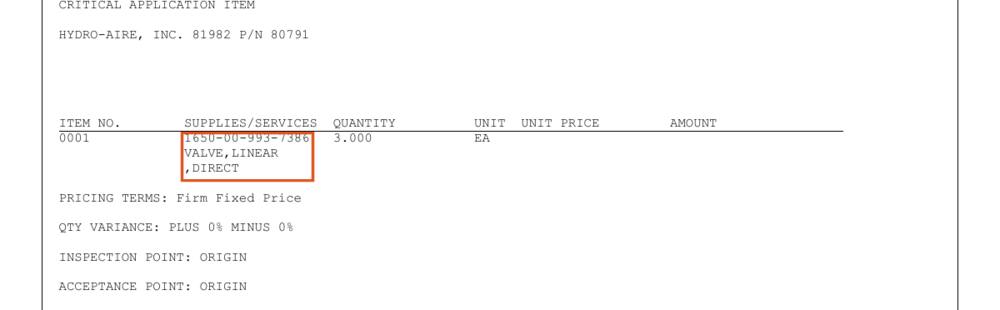 CRITICAL APPLICATION ITEM
HYDRO-AIRE, INC. 81982 P/N 80791
ITEM NO. SUPPLIES/SERVICES QUANTITY UNIT UNIT PRICE AMOUNT
0001 1650-00-993-7386 3.000 EA
VALVE,LINEAR
,DIRECT
PRICING TERMS: Firm Fixed Price
QTY VARIANCE: PLUS 0% MINUS 0%
INSPECTION POINT: ORIGIN
ACCEPTANCE POINT: ORIGIN